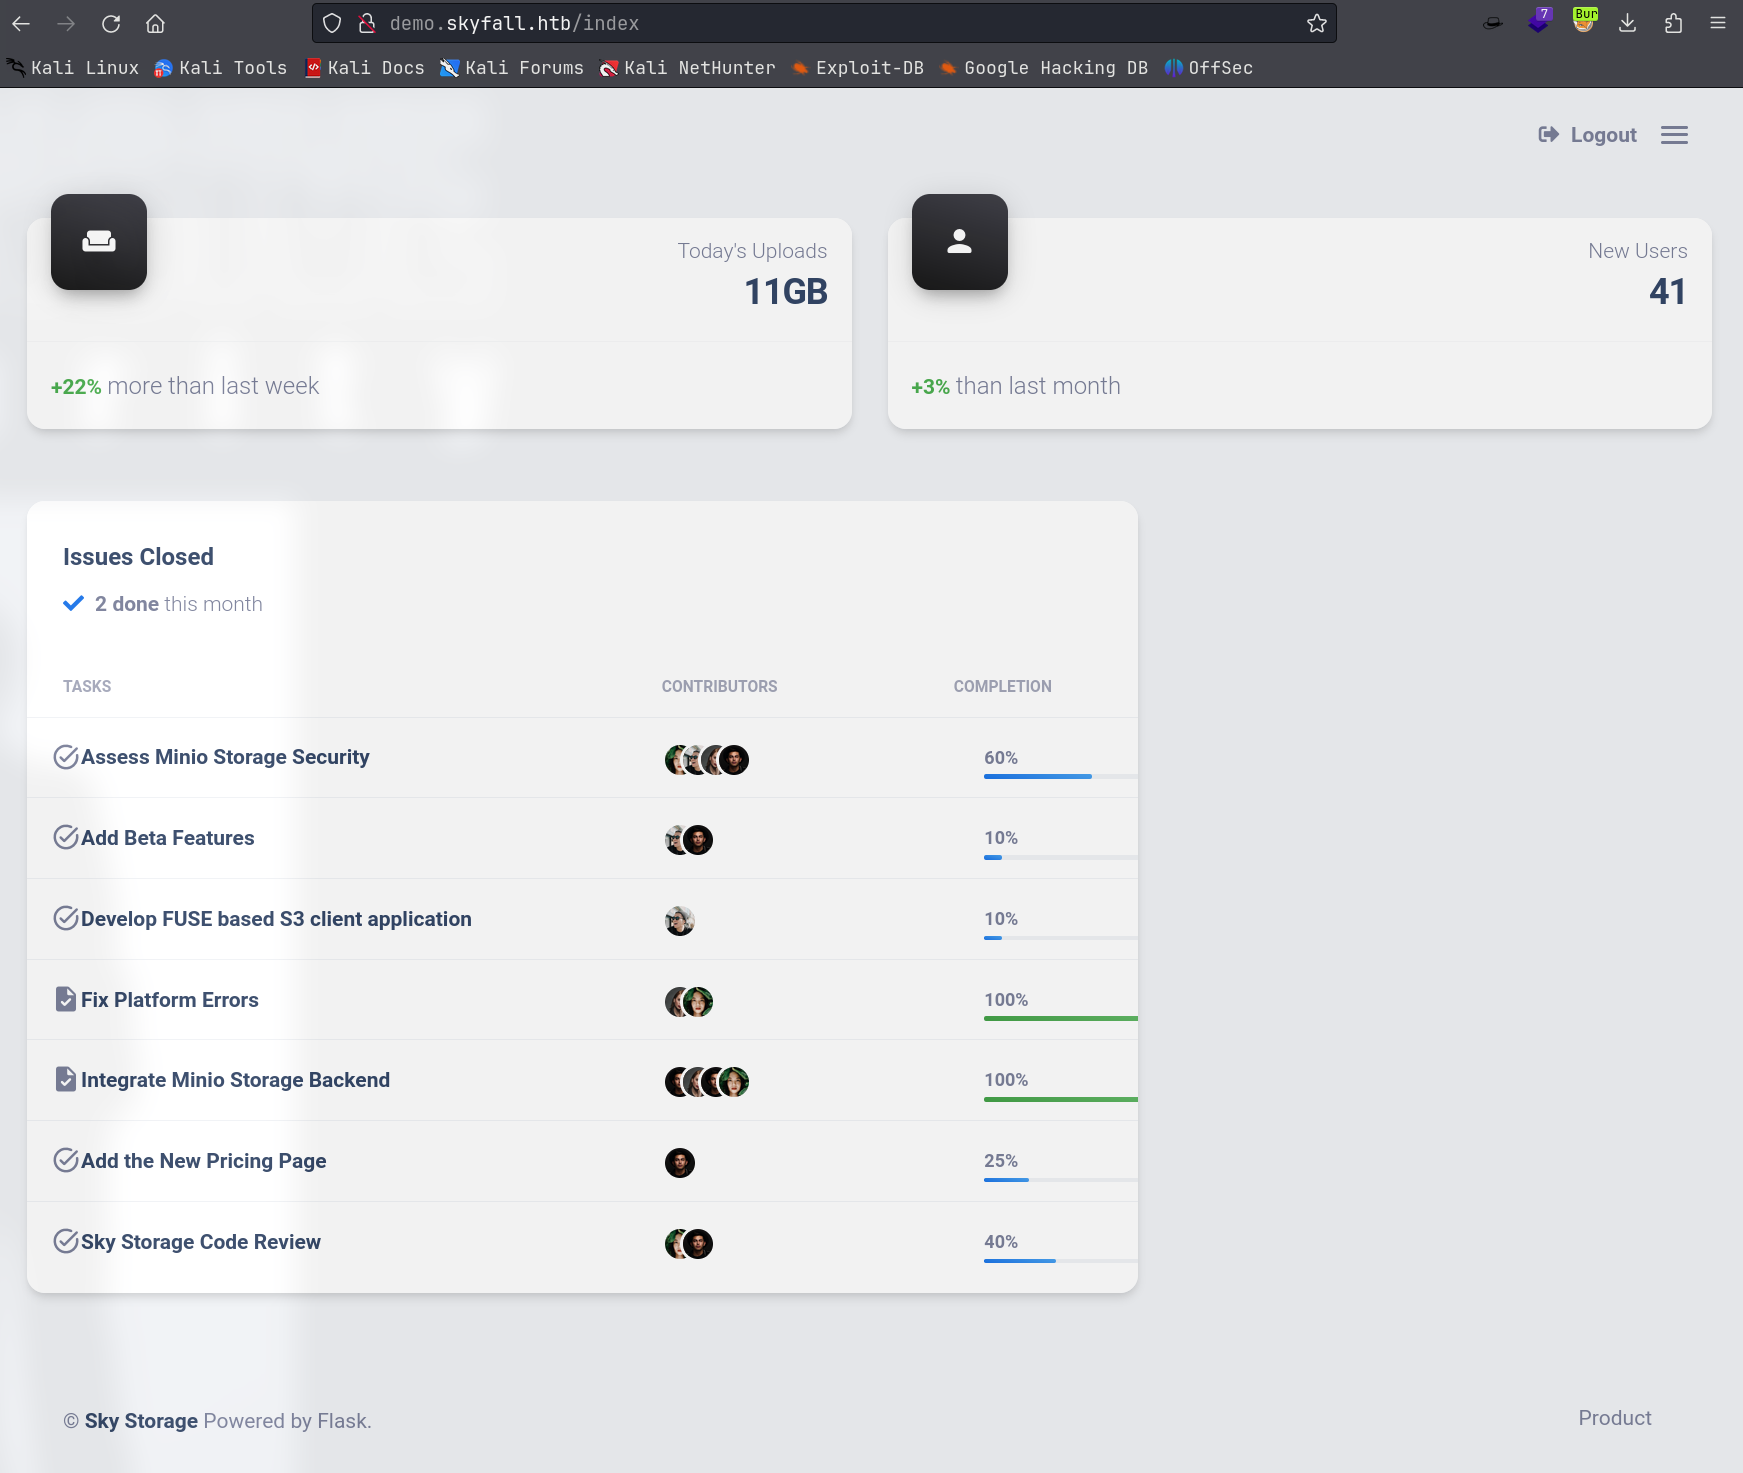 demo.skyfall.htb/index
7
Bur
Kali Linux Kali Tools Kali Docs Kali Forums Kali NetHunter Exploit-DB Google Hacking DB OffSec
Logout
Today's Uploads
11GB
+22% more than last week
New Users
41
+3% than last month
Issues Closed
2 done this month
TASKS CONTRIBUTORS COMPLETION
Assess Minio Storage Security 60%
Add Beta Features 10%
Develop FUSE based S3 client application 10%
Fix Platform Errors 100%
Integrate Minio Storage Backend 100%
Add the New Pricing Page 25%
Sky Storage Code Review 40%
© Sky Storage Powered by Flask.
Product